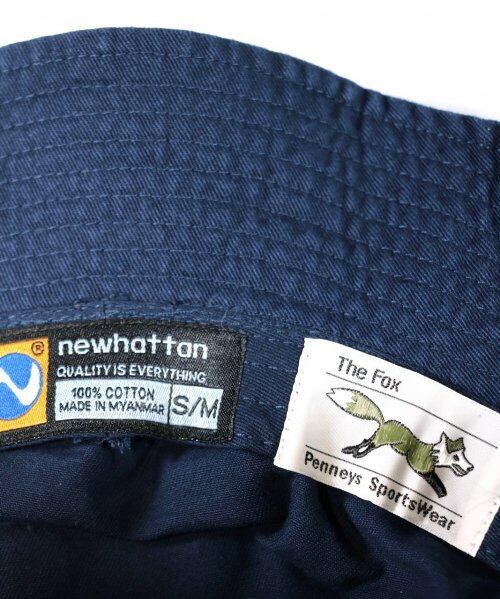 newhattan
®
QUALITY IS EVERYTHING
100% COTTON
MADE IN MYANMAR
S/M
The Fox
Penneys SportsWear